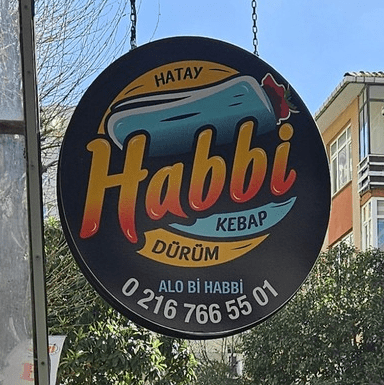 HATAY
Habbi
KEBAP
DÜRÜM
ALO Bİ HABBİ
0 216 766 55 01